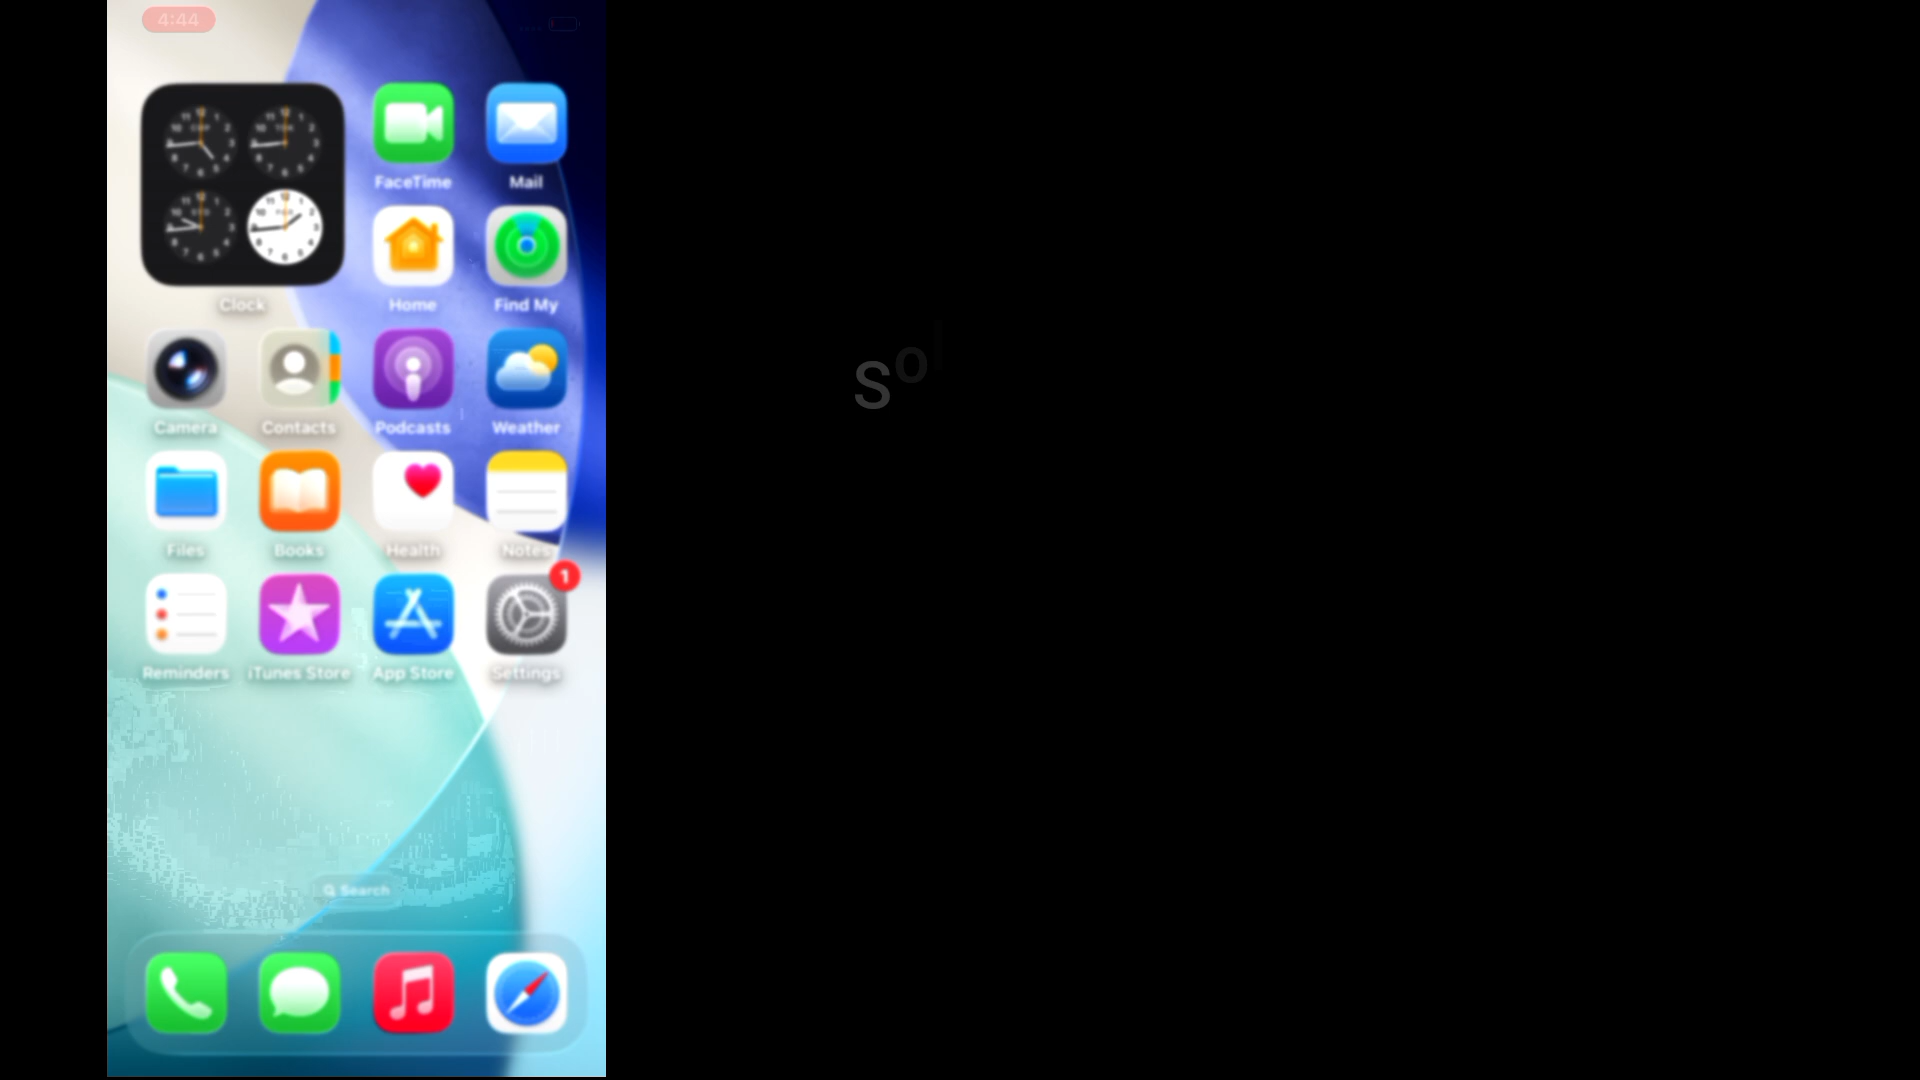 4:44
FaceTime
Mail
Clock
Home
Find My
Camera
Contacts
Podcasts
Weather
Files
Books
Health
Notes
1
Reminders
iTunes Store
App Store
Settings
Search
sol